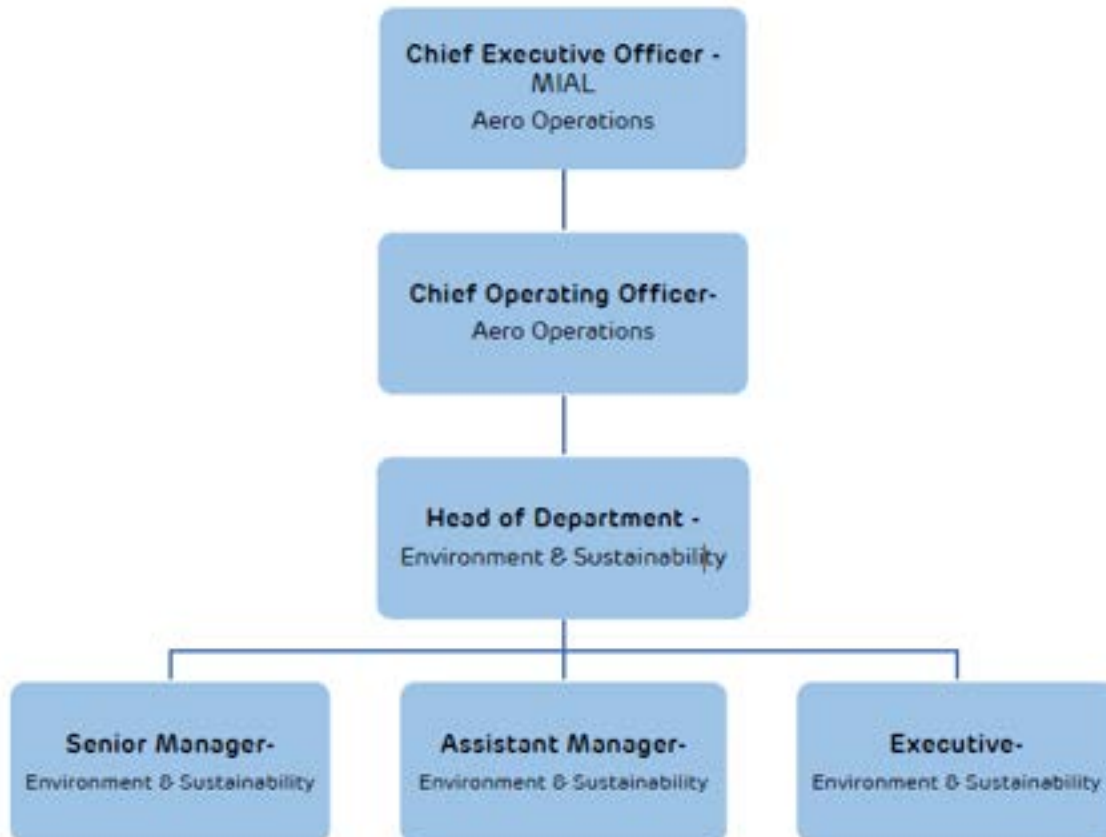 Chief Executive Officer -
MIAL
Aero Operations
Chief Operating Officer-
Aero Operations
Head of Department -
Environment & Sustainability
Senior Manager-
Environment & Sustainability
Assistant Manager-
Environment & Sustainability
Executive-
Environment & Sustainability